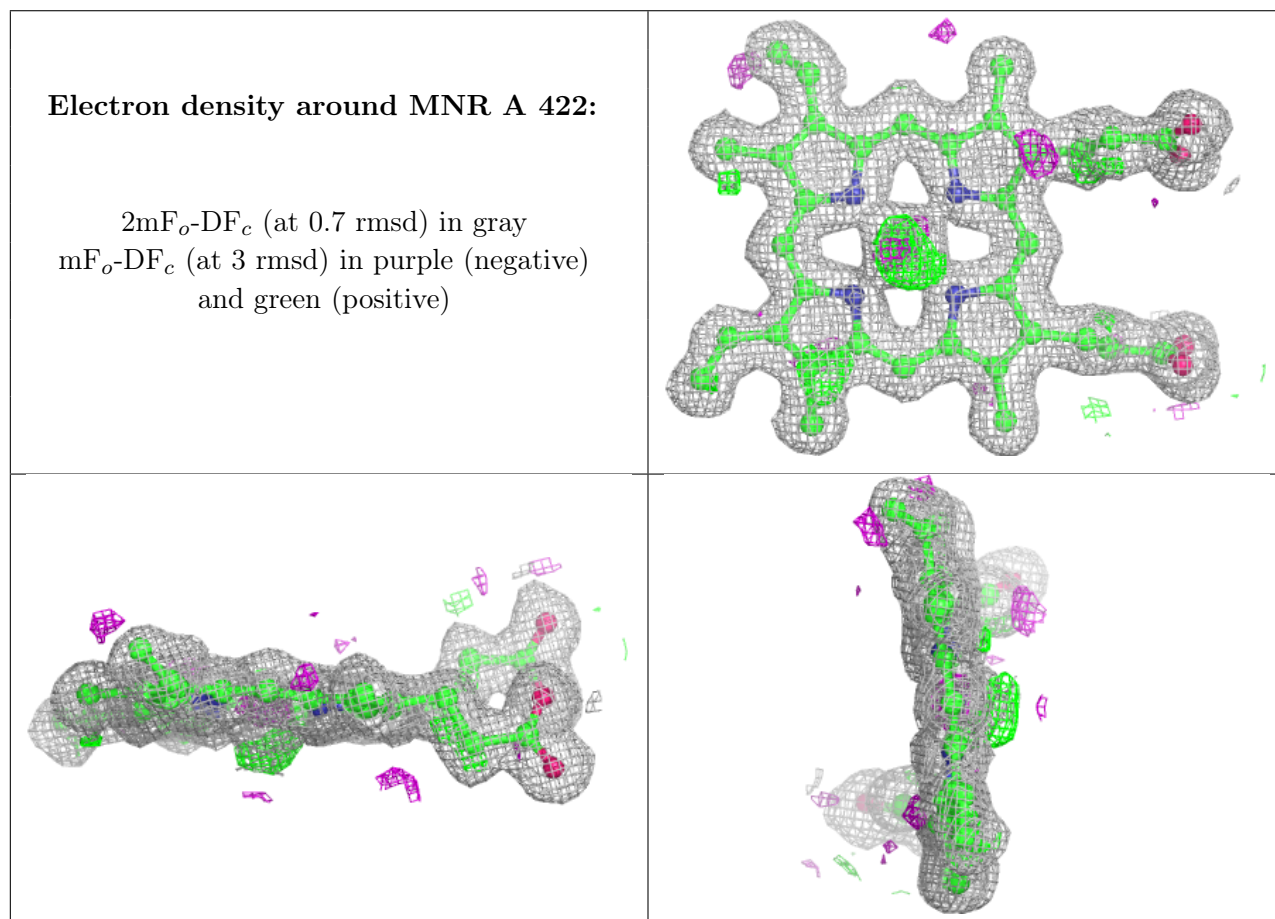 Electron density around MNR A 422:
2mFₒ-DF𝒸 (at 0.7 rmsd) in gray
mFₒ-DF𝒸 (at 3 rmsd) in purple (negative)
and green (positive)